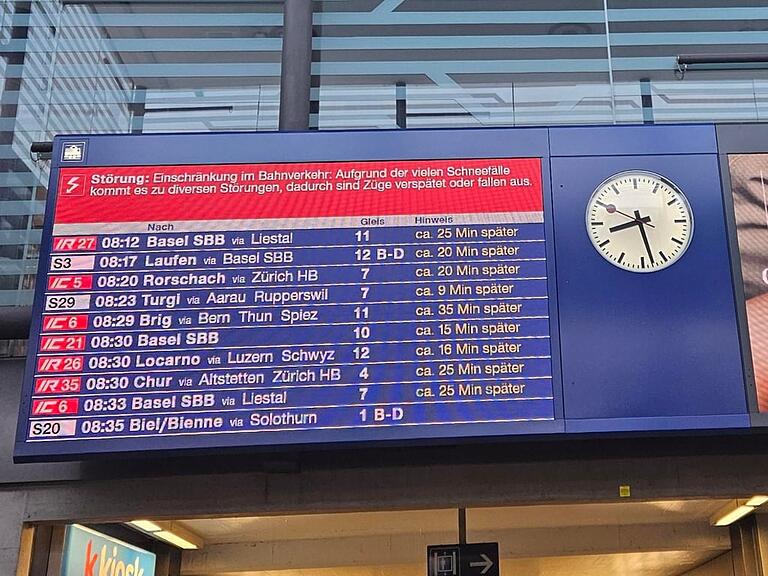 Störung: Einschränkung im Bahnverkehr: Aufgrund der vielen Schneefälle
kommt es zu diversen Störungen, dadurch sind Züge verspätet oder fallen aus.
Nach Gleis Hinweis
IR 27 08:12 Basel SBB via Liestal 11 ca. 25 Min später
S3 08:17 Laufen via Basel SBB 12 B-D ca. 20 Min später
IC 5 08:20 Rorschach via Zürich HB 7 ca. 20 Min später
S29 08:23 Turgi via Aarau Rupperswil 7 ca. 9 Min später
IC 6 08:29 Brig via Bern Thun Spiez 11 ca. 35 Min später
IC 21 08:30 Basel SBB 10 ca. 15 Min später
IR 26 08:30 Locarno via Luzern Schwyz 12 ca. 16 Min später
IR 35 08:30 Chur via Altstetten Zürich HB 4 ca. 25 Min später
IC 6 08:33 Basel SBB via Liestal 7 ca. 25 Min später
S20 08:35 Biel/Bienne via Solothurn 1 B-D
k kiosk